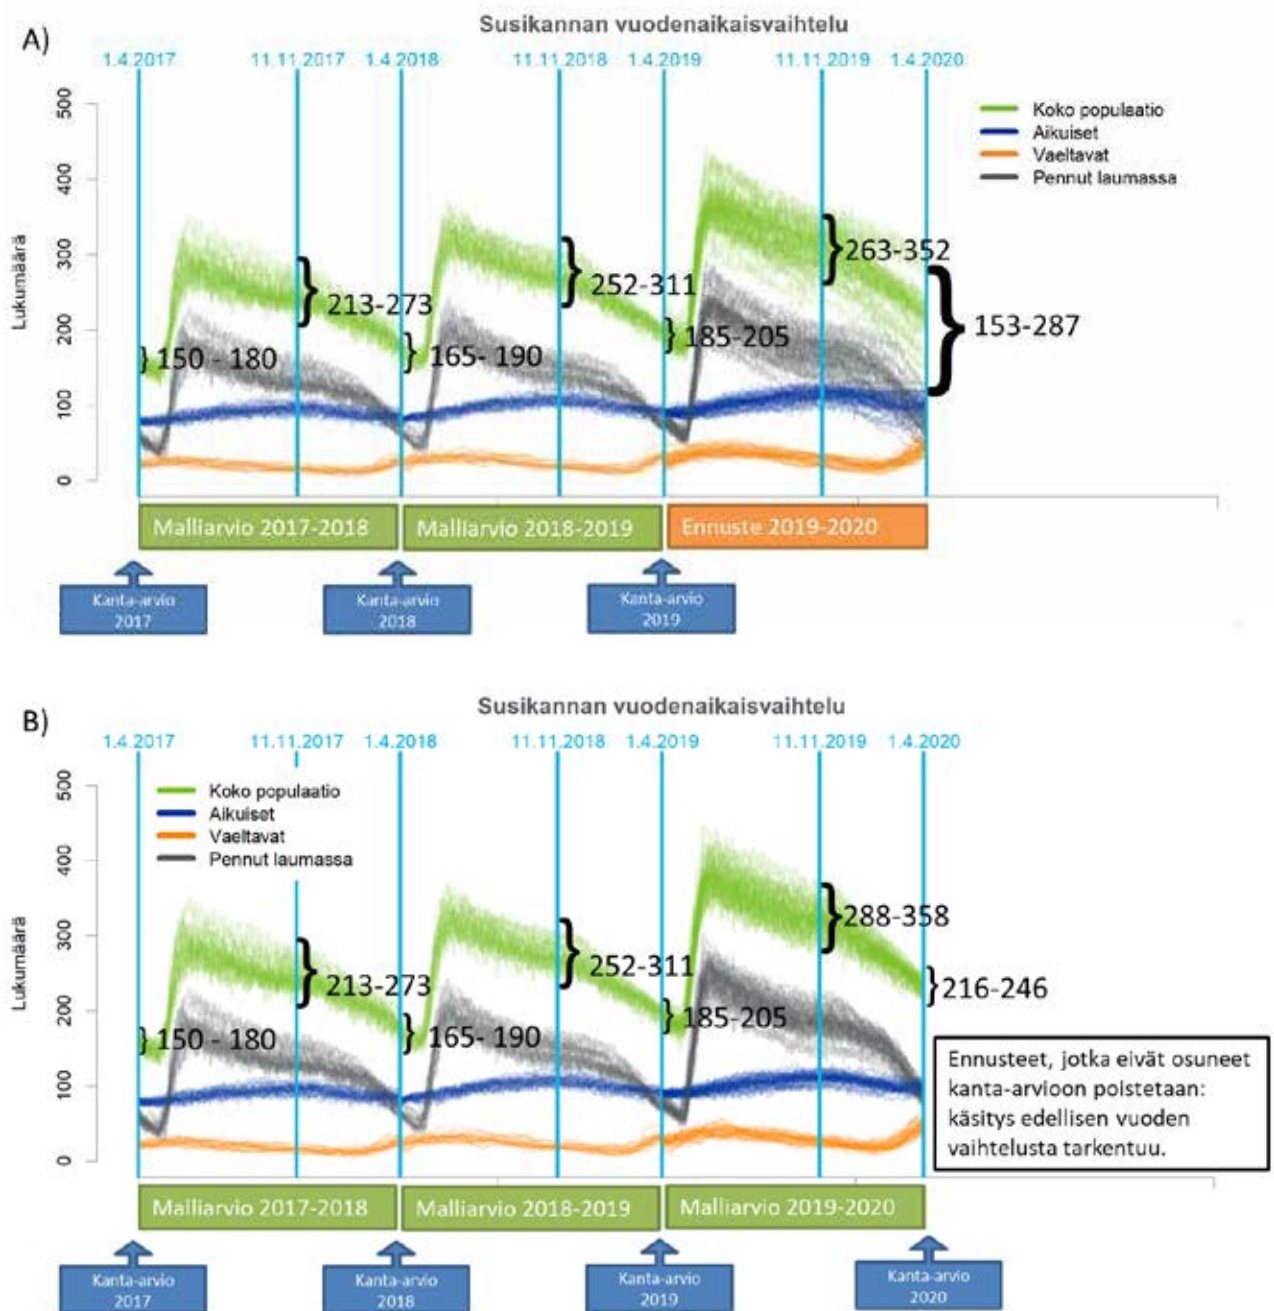 A)
Susikannan vuodenaikaisvaihtelu
1.4.2017 11.11.2017 1.4.2018 11.11.2018 1.4.2019 11.11.2019 1.4.2020
Lukumäärä
500
400
300
200
100
0
Koko populaatio
Aikuiset
Vaeltavat
Pennut laumassa
150 - 180
213-273
165- 190
252-311
185-205
263-352
153-287
Malliarvio 2017-2018
Malliarvio 2018-2019
Ennuste 2019-2020
Kanta-arvio
2017
Kanta-arvio
2018
Kanta-arvio
2019
B)
Susikannan vuodenaikaisvaihtelu
1.4.2017 11.11.2017 1.4.2018 11.11.2018 1.4.2019 11.11.2019 1.4.2020
Lukumäärä
500
400
300
200
100
0
Koko populaatio
Aikuiset
Vaeltavat
Pennut laumassa
150 - 180
213-273
165- 190
252-311
185-205
288-358
216-246
Ennusteet, jotka eivät osuneet
kanta-arvioon poistetaan:
käsitys edellisen vuoden
vaihtelusta tarkentuu.
Malliarvio 2017-2018
Malliarvio 2018-2019
Malliarvio 2019-2020
Kanta-arvio
2017
Kanta-arvio
2018
Kanta-arvio
2019
Kanta-arvio
2020